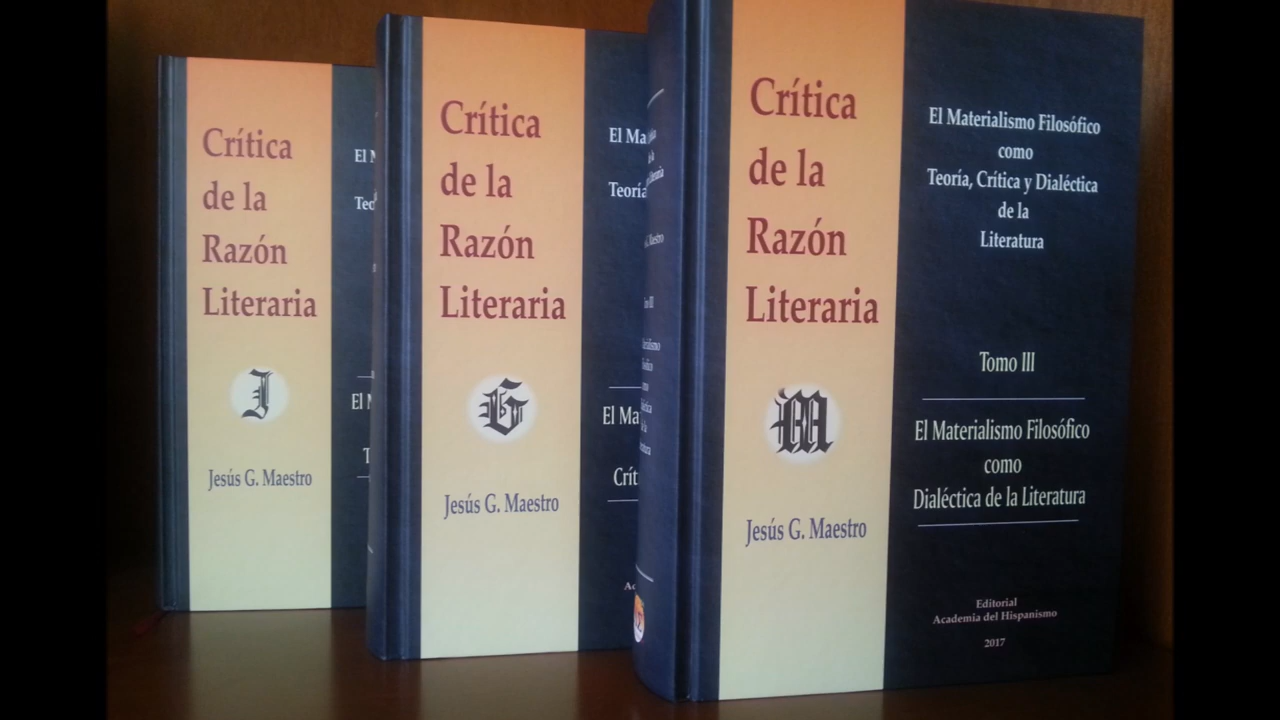 Crítica
de la
Razón
Literaria
J
Jesús G. Maestro
El
Crítica
de la
Razón
Literaria
G
Jesús G. Maestro
Crítica
de la
Razón
Literaria
M
Jesús G. Maestro
El Materialismo Filosófico
como
Teoría, Crítica y Dialéctica
de la
Literatura
Tomo III
El Materialismo Filosófico
como
Dialéctica de la Literatura
Editorial
Academia del Hispanismo
2017